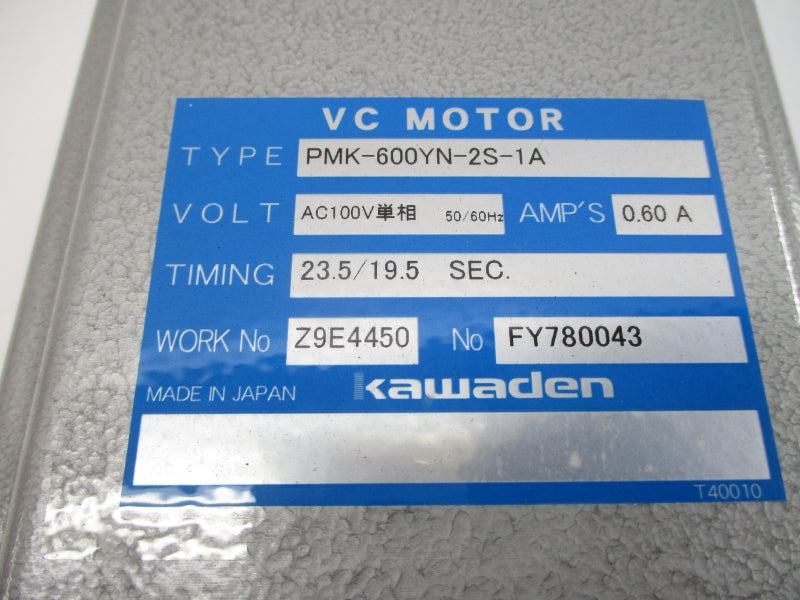 VC MOTOR
TYPE PMK-600YN-2S-1A
VOLT AC100V単相 50/60Hz AMP'S 0.60 A
TIMING 23.5/19.5 SEC.
WORK No Z9E4450 No FY780043
MADE IN JAPAN kawaden
T40010